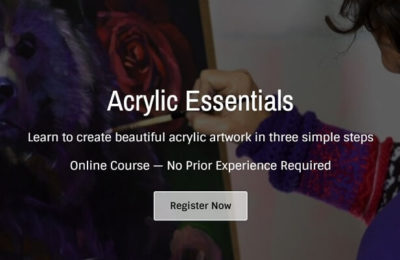 Acrylic Essentials
Learn to create beautiful acrylic artwork in three simple steps
Online Course — No Prior Experience Required
Register Now